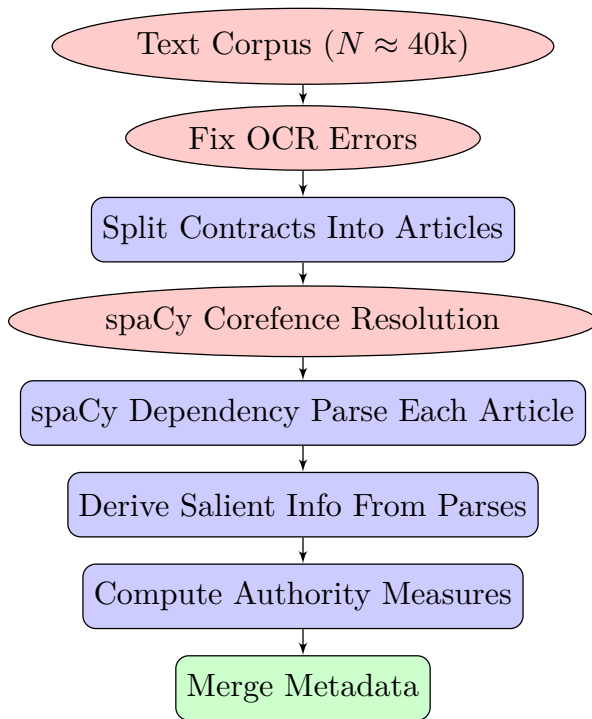 Text Corpus (N ≈ 40k)
Fix OCR Errors
Split Contracts Into Articles
spaCy Corefence Resolution
spaCy Dependency Parse Each Article
Derive Salient Info From Parses
Compute Authority Measures
Merge Metadata